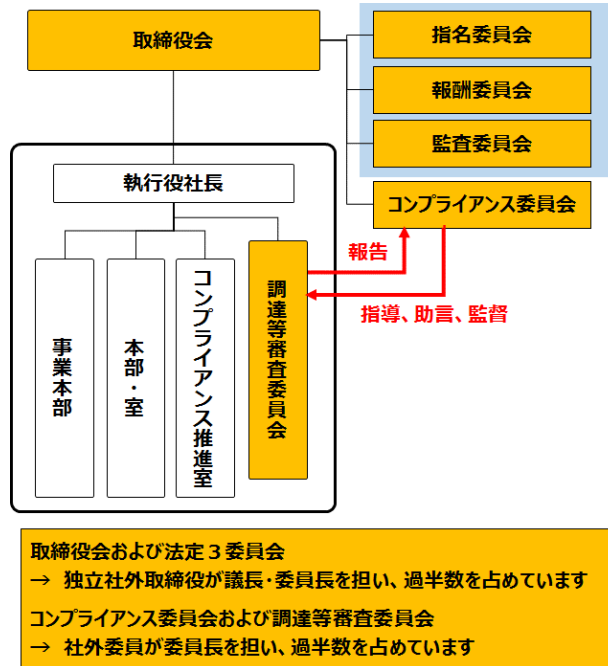 取締役会
指名委員会
報酬委員会
監査委員会
コンプライアンス委員会
執行役社長
報告
指導、助言、監督
事業本部
本部・室
コンプライアンス推進室
調達等審査委員会
取締役会および法定３委員会
→ 独立社外取締役が議長・委員長を担い、過半数を占めています
コンプライアンス委員会および調達等審査委員会
→ 社外委員が委員長を担い、過半数を占めています